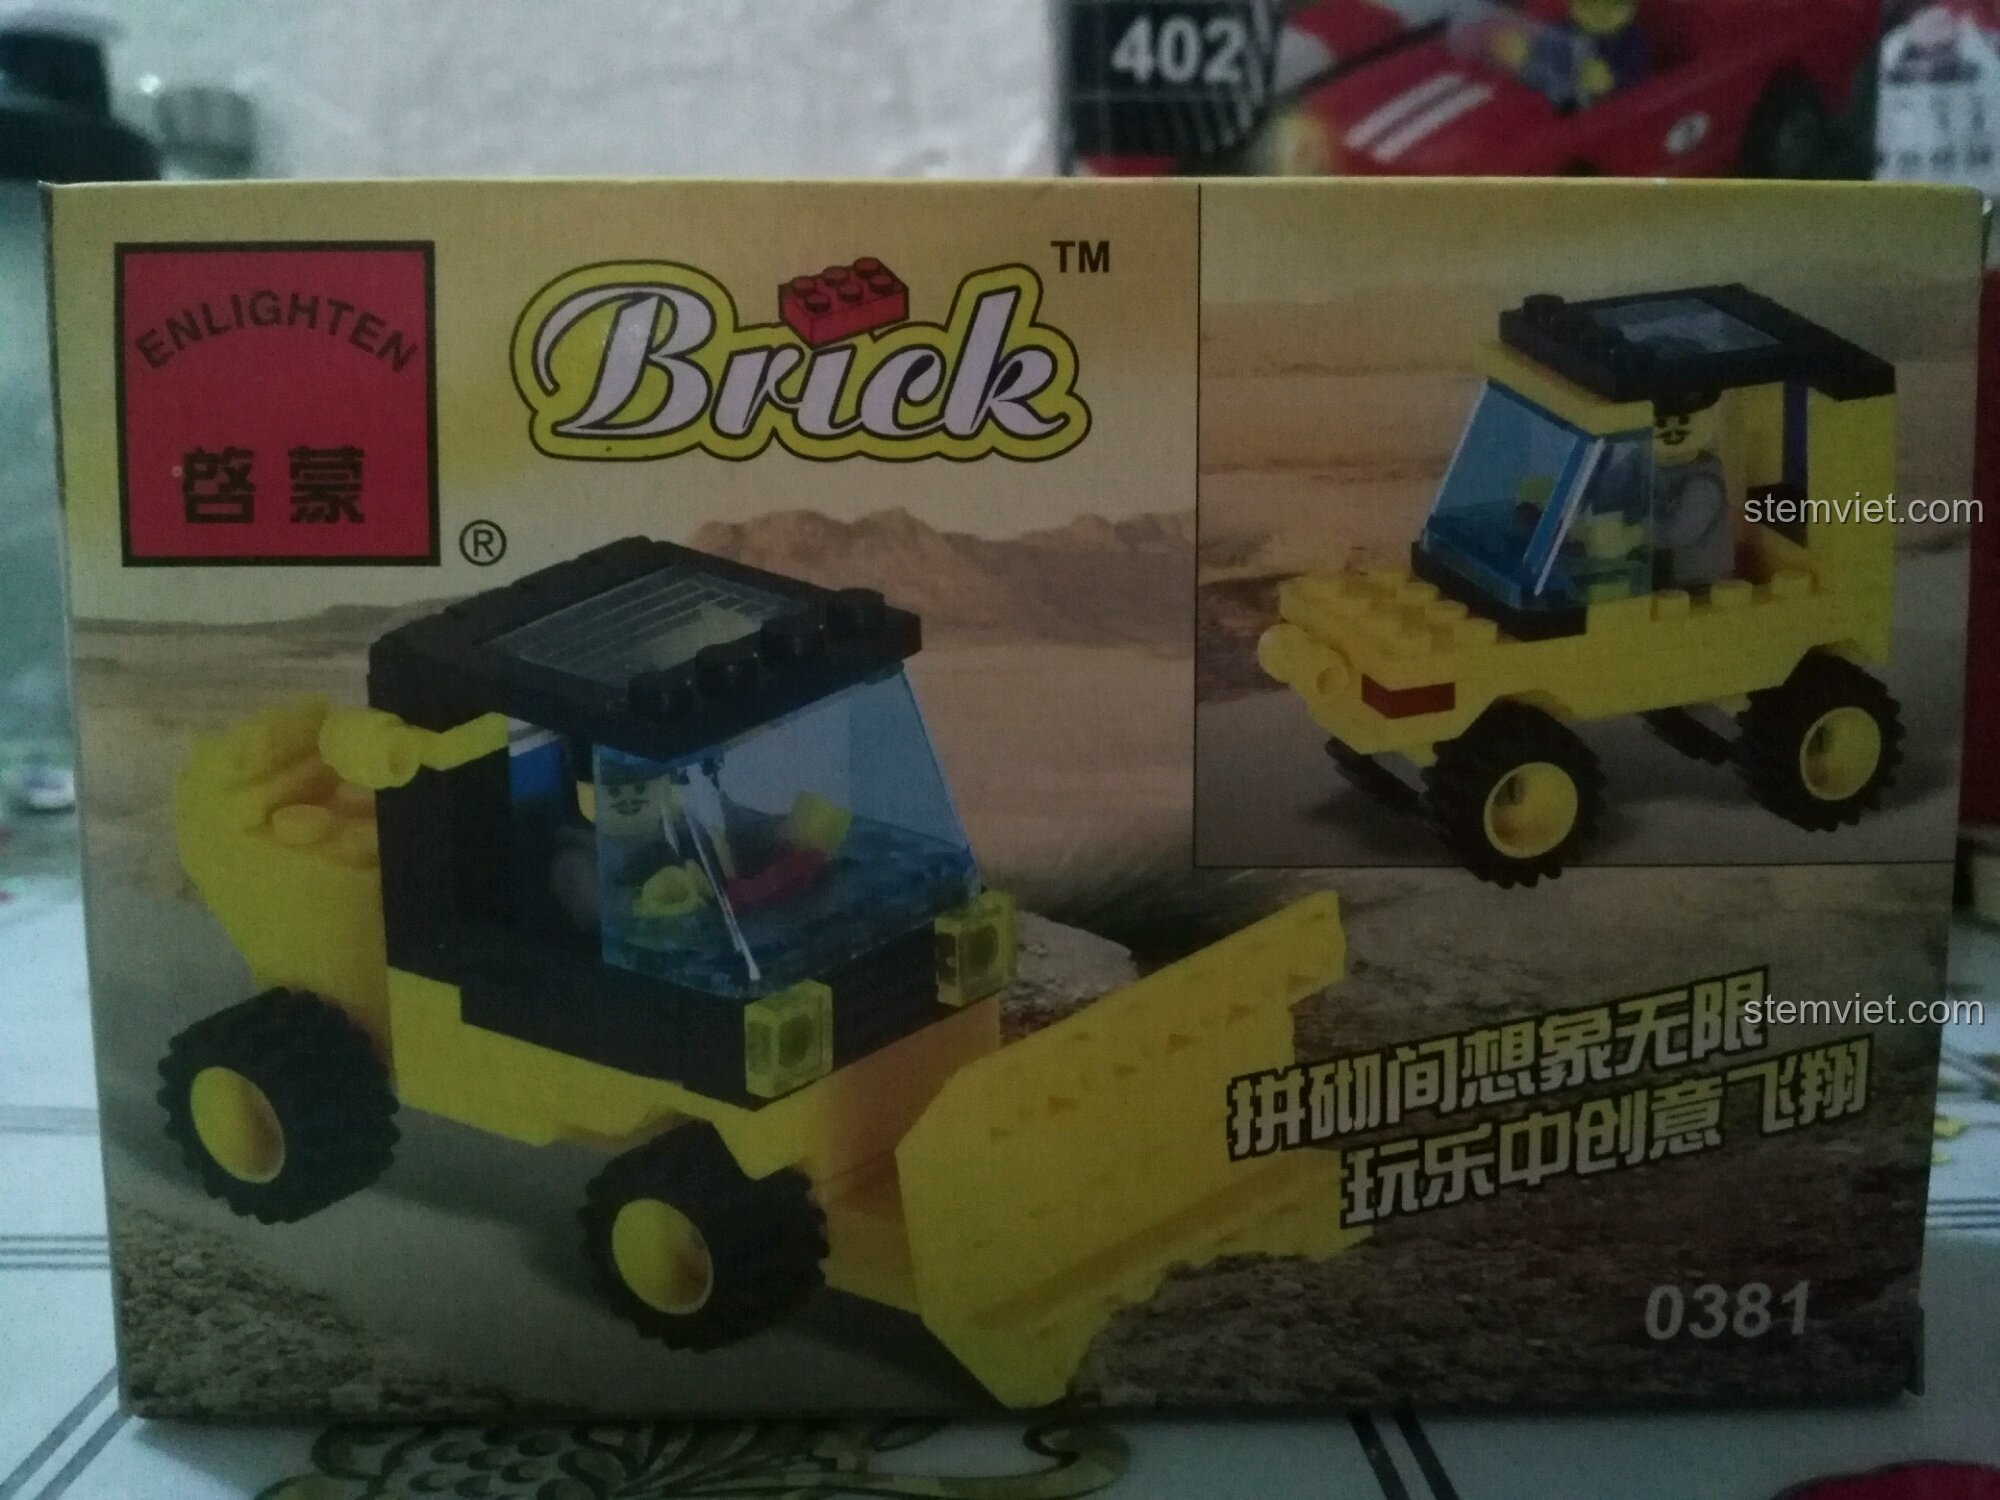 402
ENLIGHTEN
啓蒙
®
Brick
TM
stemviet.com
stemviet.com
拼砌间想象无限
玩乐中创意飞翔
0381